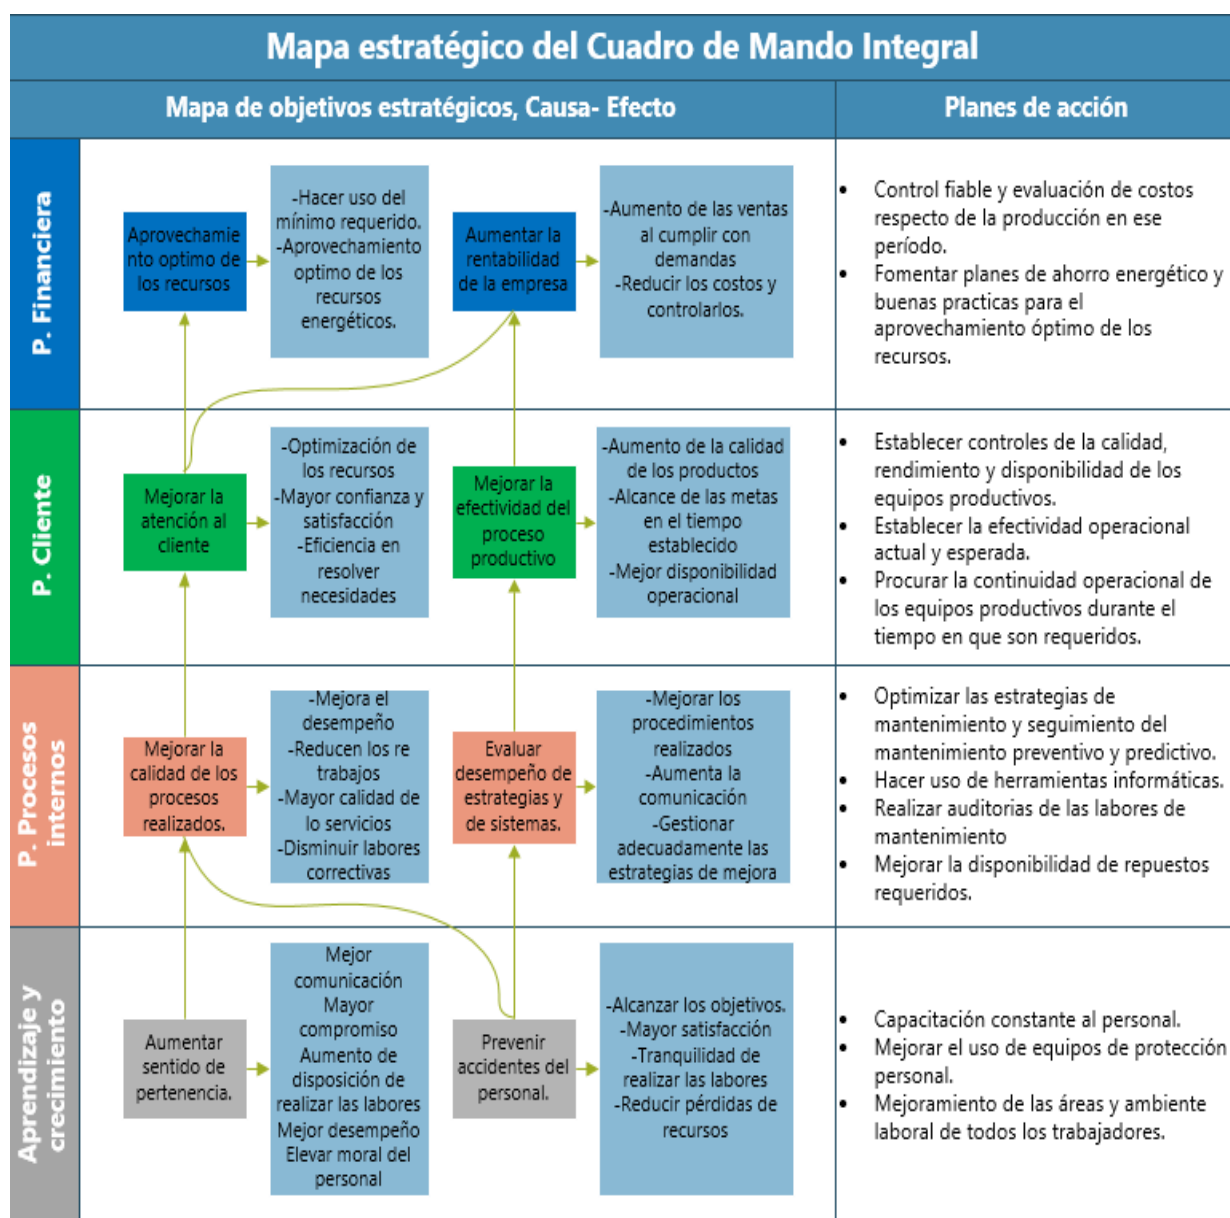 Mapa estratégico del Cuadro de Mando Integral
Mapa de objetivos estratégicos, Causa- Efecto
Planes de acción
P. Financiera
Aprovechamie
nto optimo de
los recursos
-Hacer uso del
mínimo requerido.
-Aprovechamiento
optimo de los
recursos
energéticos.
Aumentar la
rentabilidad
de la empresa
-Aumento de las ventas
al cumplir con
demandas
-Reducir los costos y
controlarlos.
• Control fiable y evaluación de costos
respecto de la producción en ese
período.
• Fomentar planes de ahorro energético y
buenas practicas para el
aprovechamiento óptimo de los
recursos.
P. Cliente
Mejorar la
atención al
cliente
-Optimización de
los recursos
-Mayor confianza y
satisfacción
-Eficiencia en
resolver
necesidades
Mejorar la
efectividad del
proceso
productivo
-Aumento de la calidad
de los productos
-Alcance de las metas
en el tiempo
establecido
-Mejor disponibilidad
operacional
• Establecer controles de la calidad,
rendimiento y disponibilidad de los
equipos productivos.
• Establecer la efectividad operacional
actual y esperada.
• Procurar la continuidad operacional de
los equipos productivos durante el
tiempo en que son requeridos.
P. Procesos
internos
Mejorar la
calidad de los
procesos
realizados.
-Mejora el
desempeño
-Reducen los re
trabajos
-Mayor calidad de
lo servicios
-Disminuir labores
correctivas
Evaluar
desempeño de
estrategias y
de sistemas.
-Mejorar los
procedimientos
realizados
-Aumenta la
comunicación
-Gestionar
adecuadamente las
estrategias de mejora
• Optimizar las estrategias de
mantenimiento y seguimiento del
mantenimiento preventivo y predictivo.
• Hacer uso de herramientas informáticas.
• Realizar auditorias de las labores de
mantenimiento
• Mejorar la disponibilidad de repuestos
requeridos.
Aprendizaje y
crecimiento
Aumentar
sentido de
pertenencia.
Mejor
comunicación
Mayor
compromiso
Aumento de
disposición de
realizar las labores
Mejor desempeño
Elevar moral del
personal
Prevenir
accidentes del
personal.
-Alcanzar los objetivos.
-Mayor satisfacción
-Tranquilidad de
realizar las labores
-Reducir pérdidas de
recursos
• Capacitación constante al personal.
• Mejorar el uso de equipos de protección
personal.
• Mejoramiento de las áreas y ambiente
laboral de todos los trabajadores.